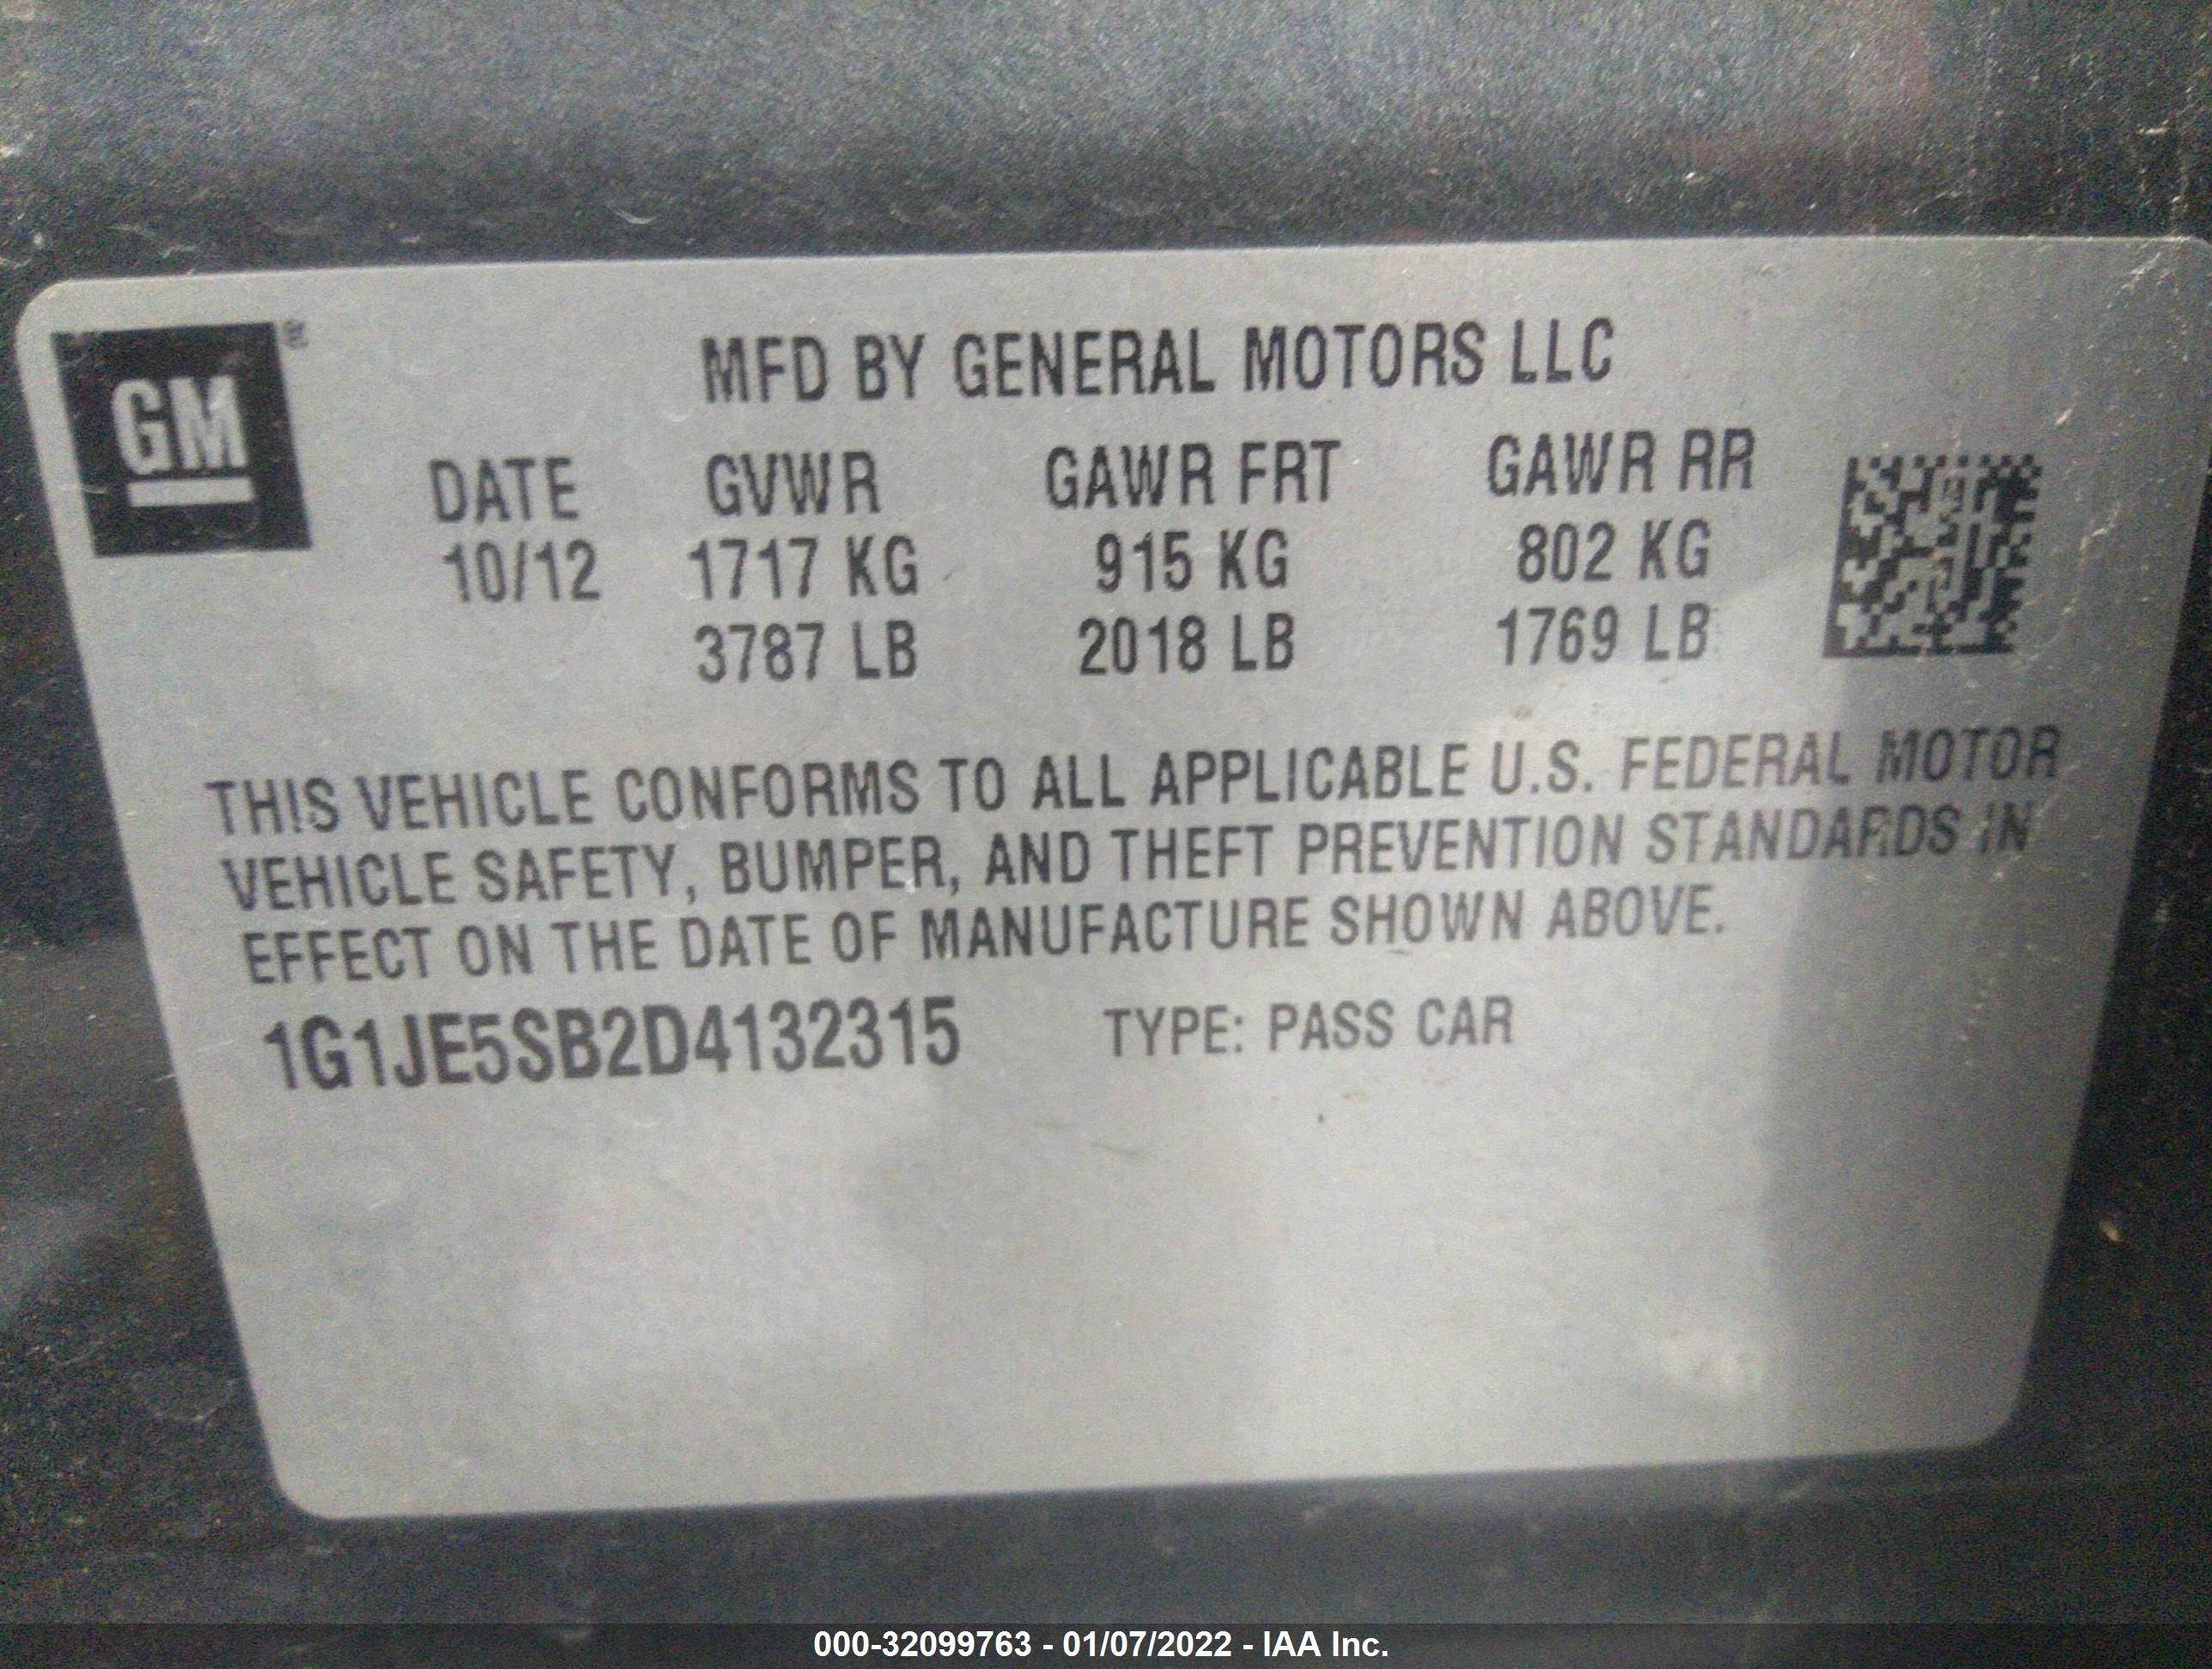 GM ®
MFD BY GENERAL MOTORS LLC
DATE GVWR GAWR FRT GAWR RR
10/12 1717 KG 915 KG 802 KG
3787 LB 2018 LB 1769 LB
THIS VEHICLE CONFORMS TO ALL APPLICABLE U.S. FEDERAL MOTOR
VEHICLE SAFETY, BUMPER, AND THEFT PREVENTION STANDARDS IN
EFFECT ON THE DATE OF MANUFACTURE SHOWN ABOVE.
1G1JE5SB2D4132315 TYPE: PASS CAR
000-32099763 - 01/07/2022 - IAA Inc.